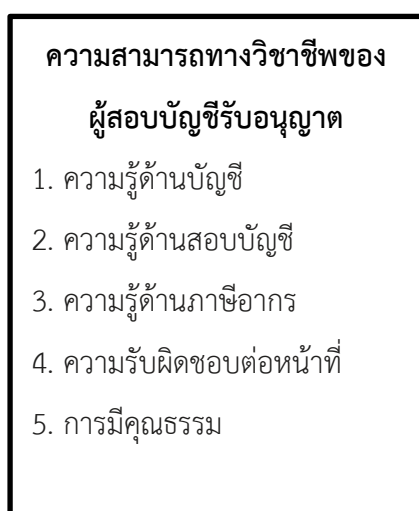 ความสามารถทางวิชาชีพของ
ผู้สอบบัญชีรับอนุญาต
1. ความรู้ด้านบัญชี
2. ความรู้ด้านสอบบัญชี
3. ความรู้ด้านภาษีอากร
4. ความรับผิดชอบต่อหน้าที่
5. การมีคุณธรรม